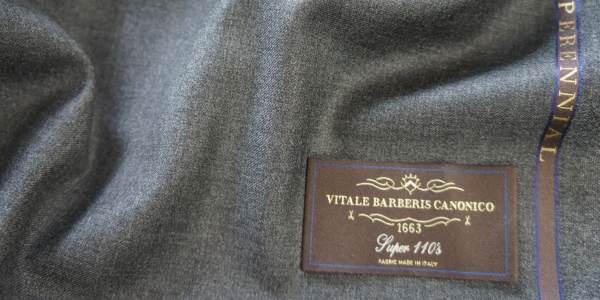 PERENNIAL
VITALE BARBERIS CANONICO
1663
Super 110's
FABRIC MADE IN ITALY